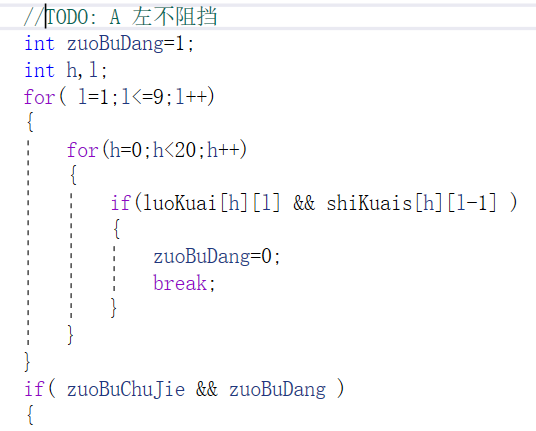 //TODO: A 左不阻挡
int zuoBuDang=1;
int h,l;
for( l=1;l<=9;l++)
{
for(h=0;h<20;h++)
{
if(luoKuai[h][l] && shiKuais[h][l-1] )
{
zuoBuDang=0;
break;
}
}
}
if( zuoBuChuJie && zuoBuDang )
{